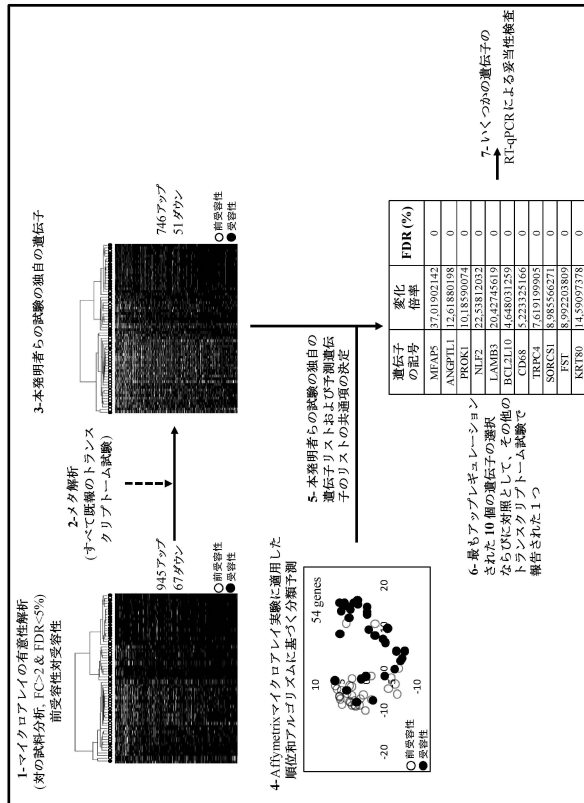 1-マイクロアレイの有意性解析
(対の試料分析, FC>2 & FDR<5%)
前受容性対受容性
945アップ
67ダウン
○前受容性
●受容性
2-メタ解析
(すべて既報のトランス
クリプトーム試験)
3-本発明者らの試験の独自の遺伝子
746アップ
51ダウン
○前受容性
●受容性
4-Affymetrixマイクロアレイ実験に適用した
順位和アルゴリズムに基づく分類予測
54 genes
10
-20
-10
00
20
-10
○前受容性
●受容性
5-本発明者らの試験の独自の
遺伝子リストおよび予測遺伝
子のリストの共通項の決定
6-最もアップレギュレーション
された 10 個の遺伝子の選択
ならびに対照として、その他の
トランスクリプトーム試験で
報告された 1 つ
遺伝子の記号 変化倍率 FDR (%)
MFAP5 37,01902142 0
ANGPTL1 12,61880198 0
PROK1 10,18590074 0
NLF2 22,53812032 0
LAMB3 20,42745619 0
BCL2L10 4,648031259 0
CD68 5,223325166 0
TRPC4 7,619199905 0
SORCS1 8,985566271 0
FST 8,992203809 0
KRT80 14,59097378 0
7-いくつかの遺伝子の
RT-qPCR による妥当性検査